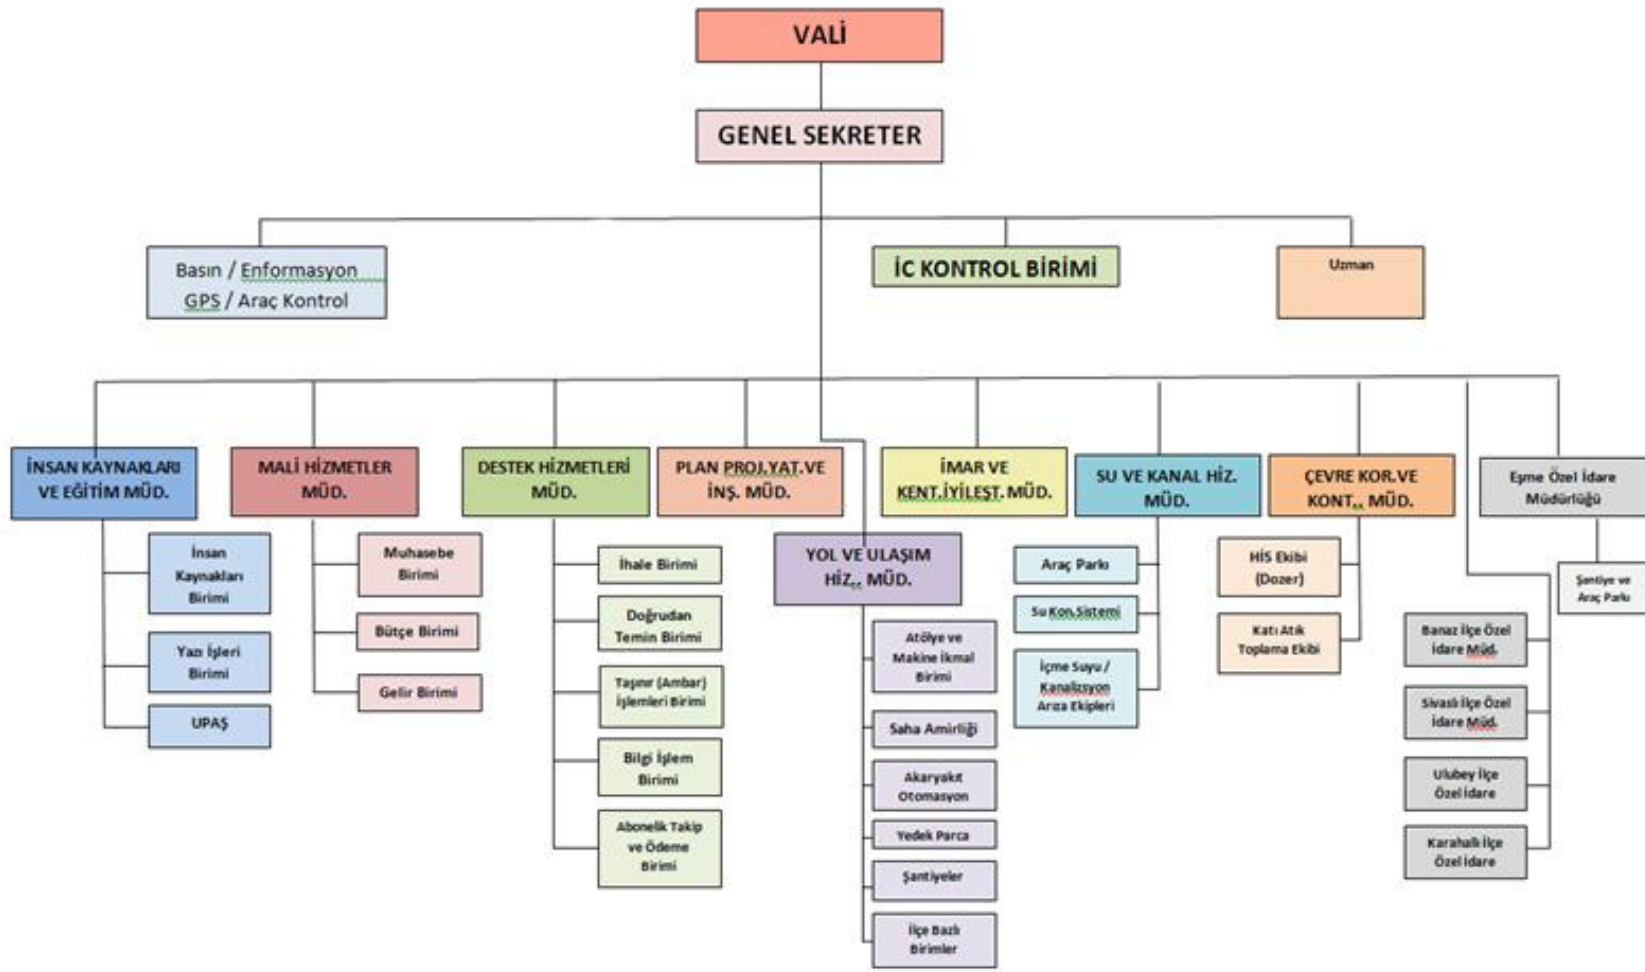 VALİ
GENEL SEKRETER
Basın / Enformasyon
GPS / Araç Kontrol
İC KONTROL BİRİMİ
Uzman
İNSAN KAYNAKLARI
VE EĞİTİM MÜD.
MALİ HİZMETLER
MÜD.
DESTEK HİZMETLERİ
MÜD.
PLAN PROJ.YAT.VE
İNŞ. MÜD.
İMAR VE
KENT.İYİLEŞT. MÜD.
SU VE KANAL HİZ.
MÜD.
ÇEVRE KOR.VE
KONT.. MÜD.
Eşme Özel İdare
Müdürlüğü
YOL VE ULAŞIM
HİZ.. MÜD.
İnsan
Kaynakları
Birimi
Yazı İşleri
Birimi
UPAŞ
Muhasebe
Birimi
Bütçe Birimi
Gelir Birimi
İhale Birimi
Doğrudan
Temin Birimi
Taşınır (Ambar)
İşlemleri Birimi
Bilgi İşlem
Birimi
Abonelik Takip
ve Ödeme
Birimi
Atölye ve
Makine İkmal
Birimi
Saha Amirliği
Akaryakıt
Otomasyon
Yedek Parca
Şantiyeler
İlçe Bazlı
Birimler
Araç Parkı
Su Kon.Sistemi
İçme Suyu /
Kanalizsyon
Arıza Ekipleri
HİS Ekibi
(Dozer)
Katı Atık
Toplama Ekibi
Şantiye ve
Araç Parkı
Banaz İlçe Özel
İdare Müd.
Sivaslı İlçe Özel
İdare Müd.
Ulubey İlçe
Özel İdare
Karahallı İlçe
Özel İdare